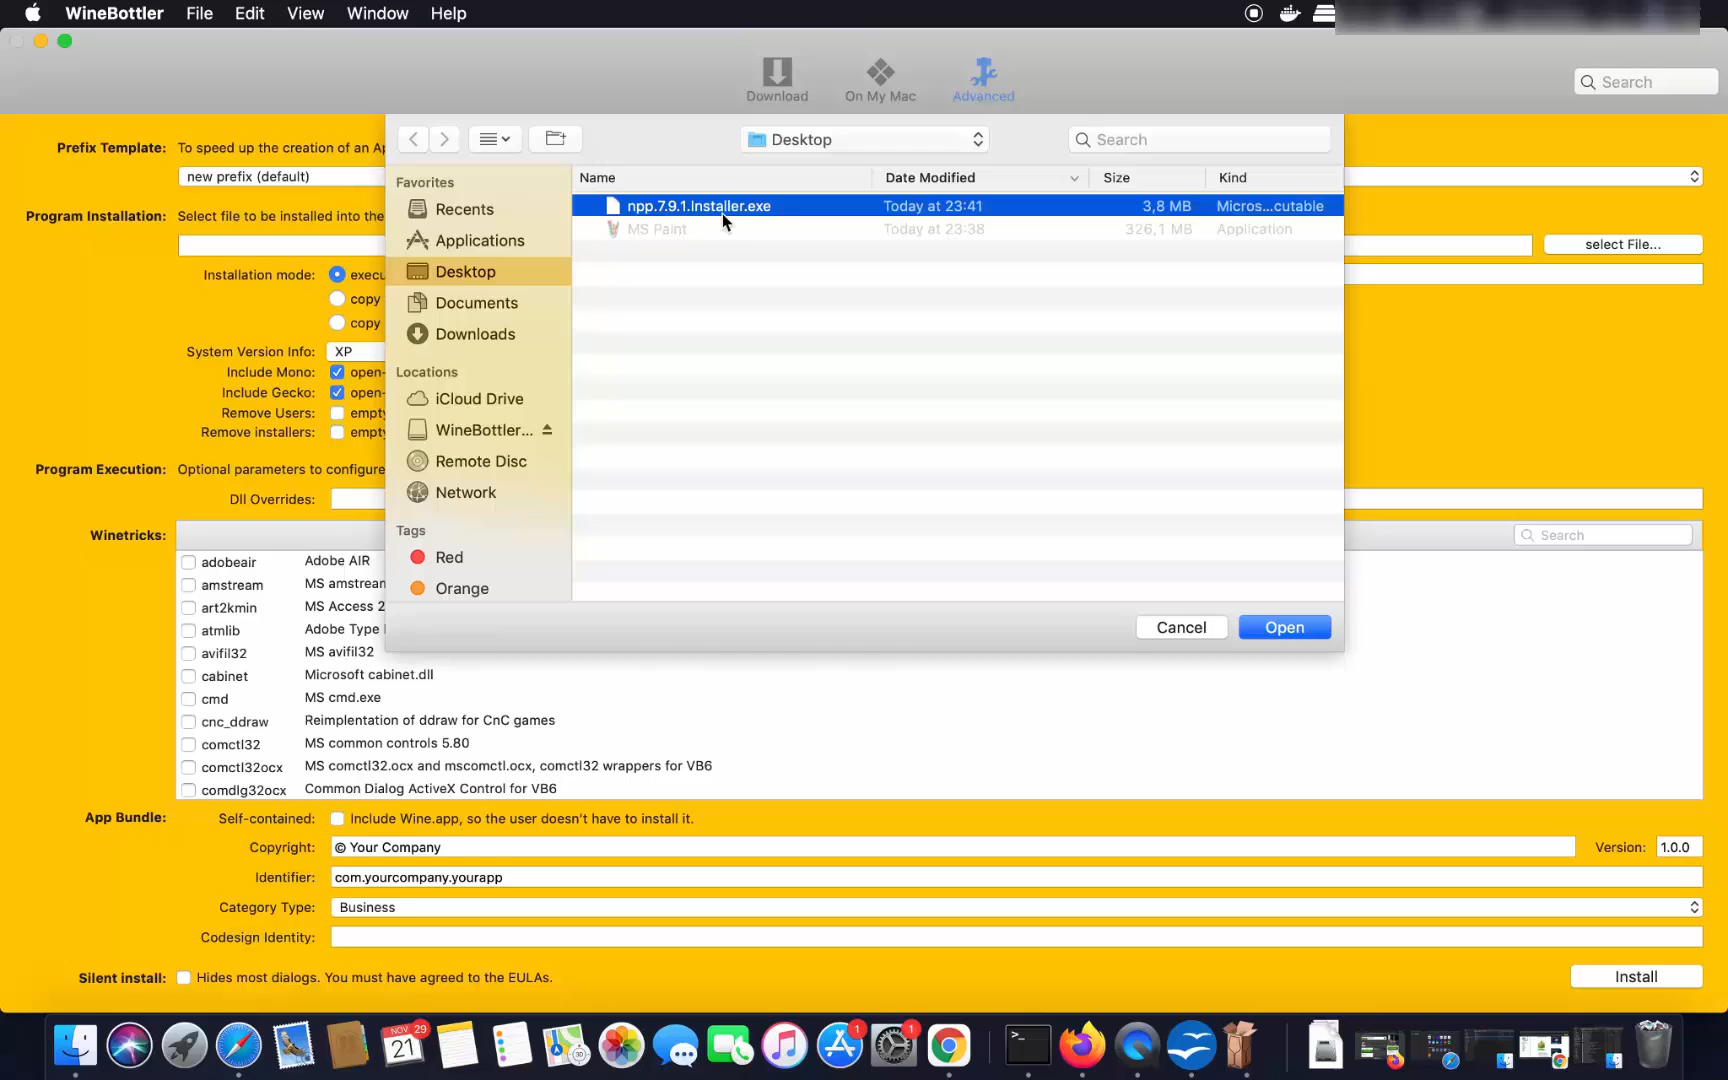 WineBottler File Edit View Window Help
Download On My Mac Advanced
Search
Prefix Template: To speed up the creation of an Ap
new prefix (default)
Program Installation: Select file to be installed into the
select File...
Installation mode: execu
copy
copy
System Version Info: XP
Include Mono: open-
Include Gecko: open-
Remove Users: empty
Remove installers: empty
Program Execution: Optional parameters to configure
Dll Overrides:
Desktop
Search
Favorites
Recents
Applications
Desktop
Documents
Downloads
Locations
iCloud Drive
WineBottler...
Remote Disc
Network
Tags
Red
Orange
Name Date Modified Size Kind
npp.7.9.1.Installer.exe Today at 23:41 3,8 MB Micros...cutable
MS Paint Today at 23:38 326,1 MB Application
Cancel Open
Winetricks:
Search
adobeair Adobe AIR
amstream MS amstrean
art2kmin MS Access 2
atmlib Adobe Type
avifil32 MS avifil32
cabinet Microsoft cabinet.dll
cmd MS cmd.exe
cnc_ddraw Reimplentation of ddraw for CnC games
comctl32 MS common controls 5.80
comctl32ocx MS comctl32.ocx and mscomctl.ocx, comctl32 wrappers for VB6
comdlg32ocx Common Dialog ActiveX Control for VB6
App Bundle: Self-contained: Include Wine.app, so the user doesn't have to install it.
Copyright: © Your Company Version: 1.0.0
Identifier: com.yourcompany.yourapp
Category Type: Business
Codesign Identity:
Silent install: Hides most dialogs. You must have agreed to the EULAs. Install
NOV 29
21
1
1